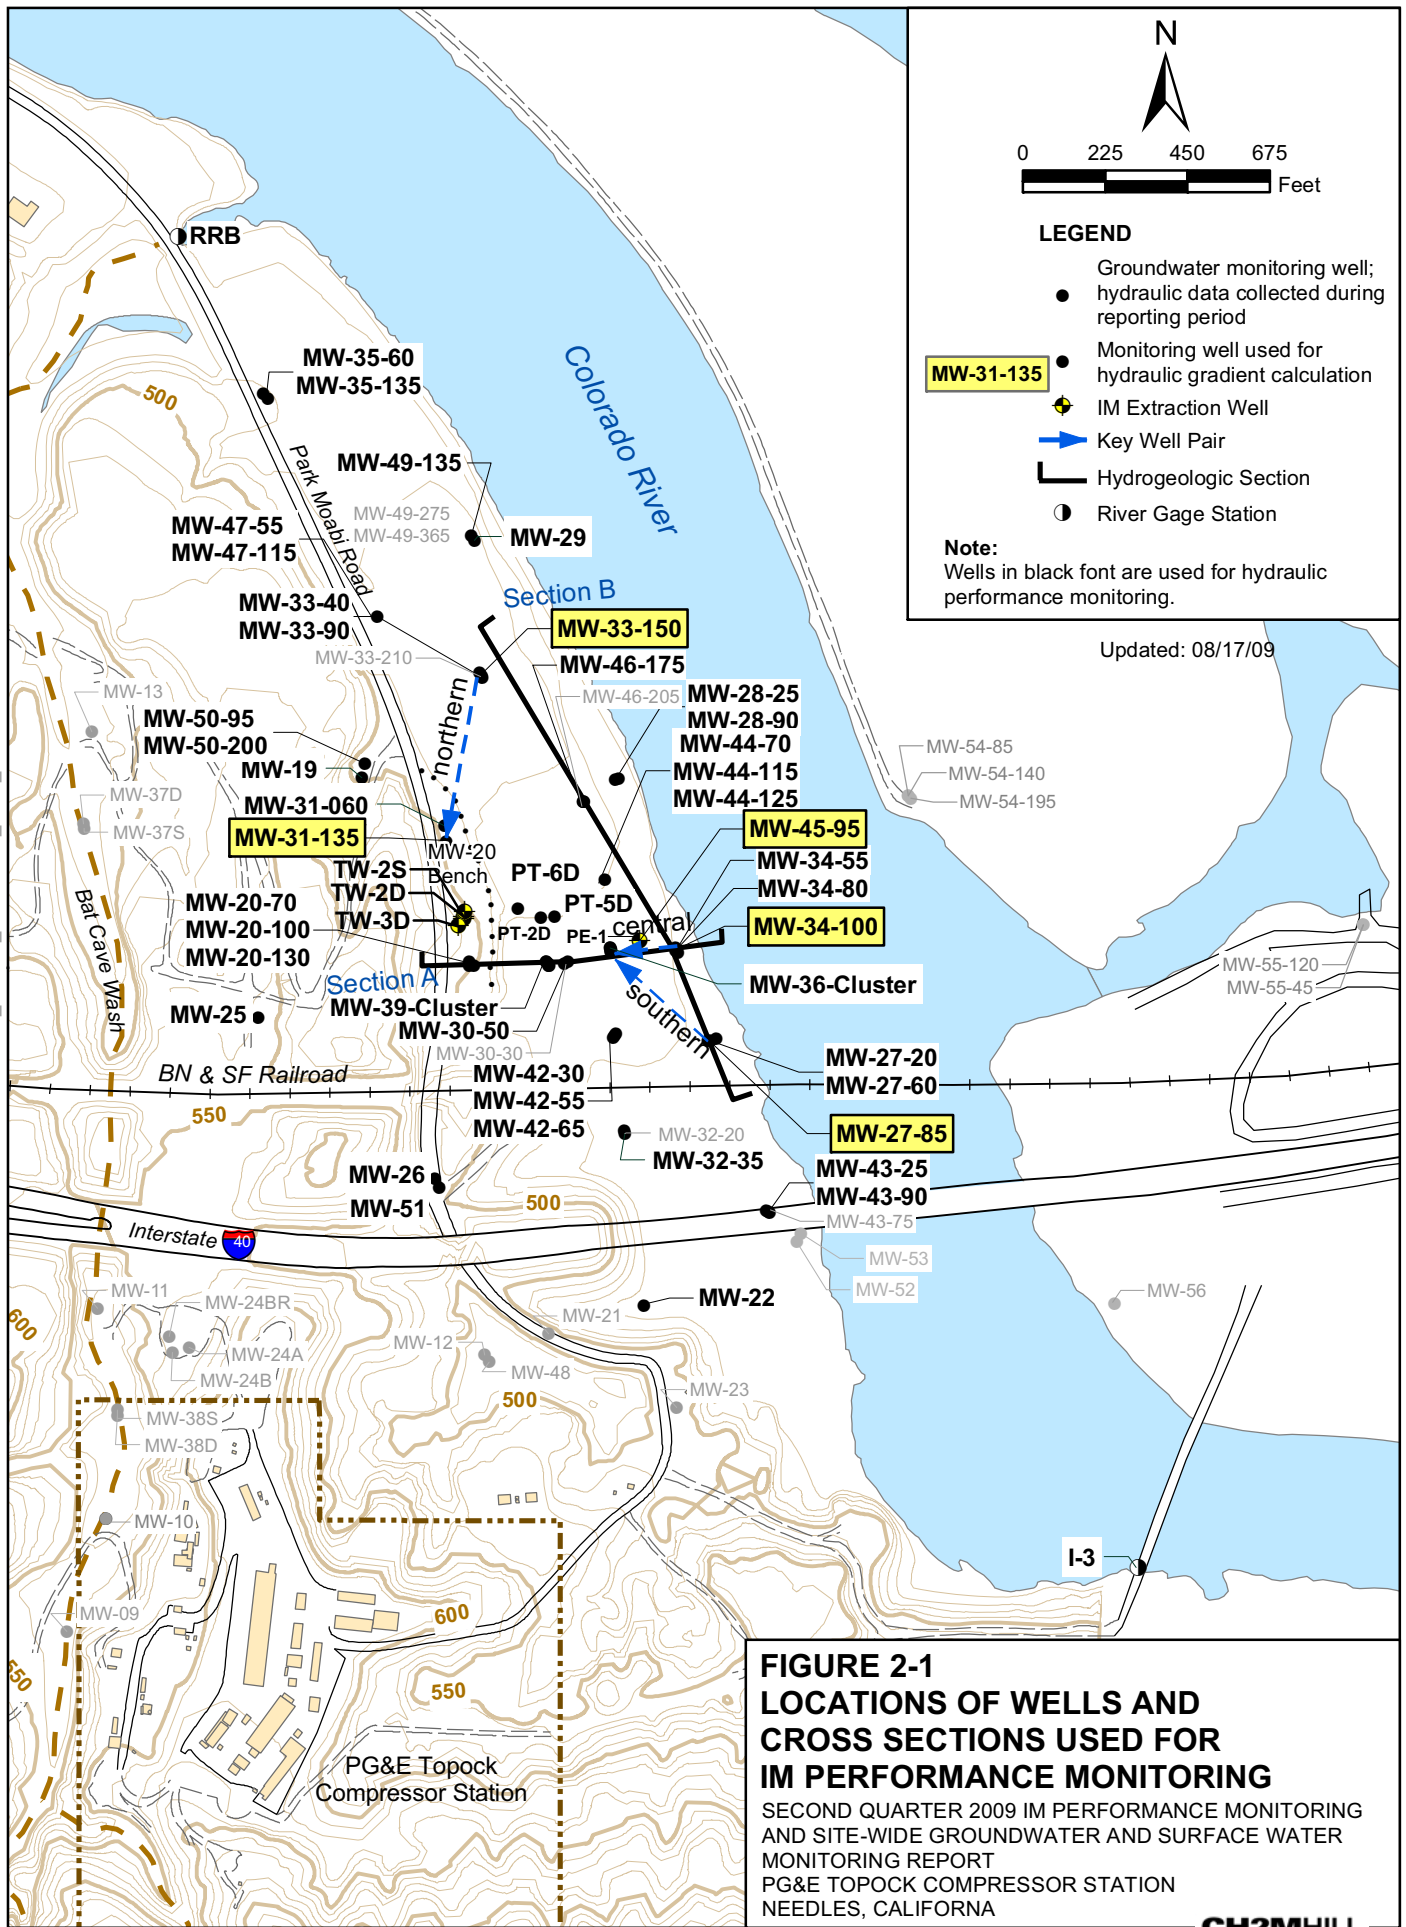 N
0 225 450 675
Feet
LEGEND
Groundwater monitoring well;
hydraulic data collected during
reporting period
MW-31-135
Monitoring well used for
hydraulic gradient calculation
IM Extraction Well
Key Well Pair
Hydrogeologic Section
River Gage Station
Note:
Wells in black font are used for hydraulic
performance monitoring.
Updated: 08/17/09
RRB
MW-35-60
MW-35-135
500
Colorado River
Park Moabi Road
MW-49-135
MW-49-275
MW-49-365
MW-29
MW-47-55
MW-47-115
Section B
MW-33-40
MW-33-90
MW-33-150
MW-33-210
MW-46-175
MW-46-205
MW-28-25
MW-28-90
MW-13
northern
MW-50-95
MW-50-200
MW-19
MW-44-70
MW-44-115
MW-44-125
MW-54-85
MW-54-140
MW-54-195
MW-37D
MW-37S
MW-31-060
MW-31-135
MW-20
Bench
MW-45-95
MW-34-55
MW-34-80
TW-2S
TW-2D
TW-3D
PT-6D
PT-5D
PT-2D
PE-1
central
MW-34-100
MW-20-70
MW-20-100
MW-20-130
Bat Cave Wash
Section A
MW-39-Cluster
MW-36-Cluster
MW-55-120
MW-55-45
MW-25
MW-30-50
MW-30-30
southern
BN & SF Railroad
MW-42-30
MW-42-55
MW-42-65
MW-27-20
MW-27-60
550
MW-27-85
MW-32-20
MW-32-35
MW-26
MW-51
MW-43-25
MW-43-90
MW-43-75
500
Interstate 40
MW-53
MW-52
MW-11
MW-24BR
MW-24A
MW-24B
600
MW-22
MW-21
MW-12
MW-48
MW-56
MW-23
500
MW-38S
MW-38D
MW-10
I-3
MW-09
600
550
550
PG&E Topock
Compressor Station
FIGURE 2-1
LOCATIONS OF WELLS AND
CROSS SECTIONS USED FOR
IM PERFORMANCE MONITORING
SECOND QUARTER 2009 IM PERFORMANCE MONITORING
AND SITE-WIDE GROUNDWATER AND SURFACE WATER
MONITORING REPORT
PG&E TOPOCK COMPRESSOR STATION
NEEDLES, CALIFORNA
CH2MHILL